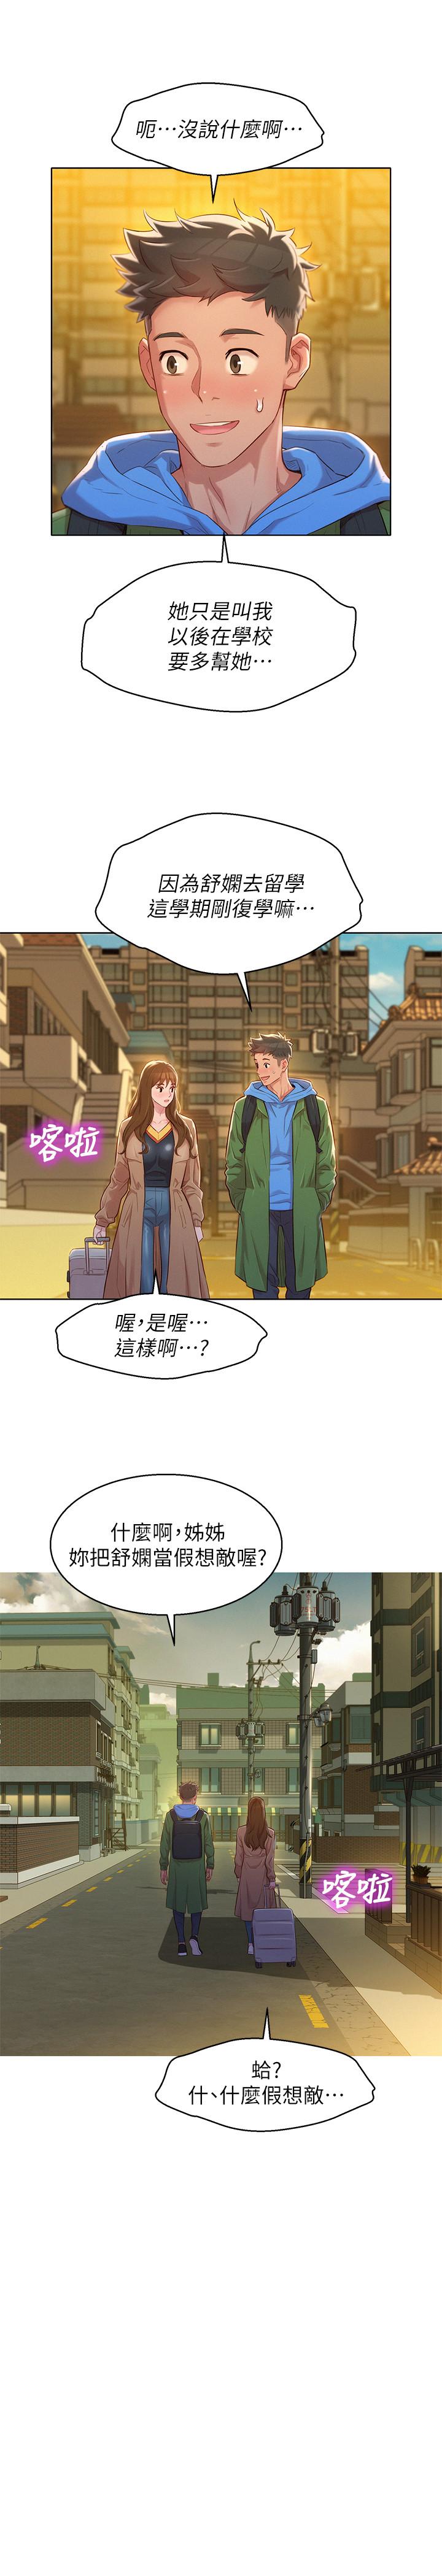 呃…沒說什麼啊…
她只是叫我
以後在學校
要多幫她…
因為舒嫻去留學
這學期剛復學嘛…
喀啦
喔，是喔…
這樣啊…?
什麼啊，姊姊
妳把舒嫻當假想敵喔?
喀啦
蛤?
什、什麼假想敵…